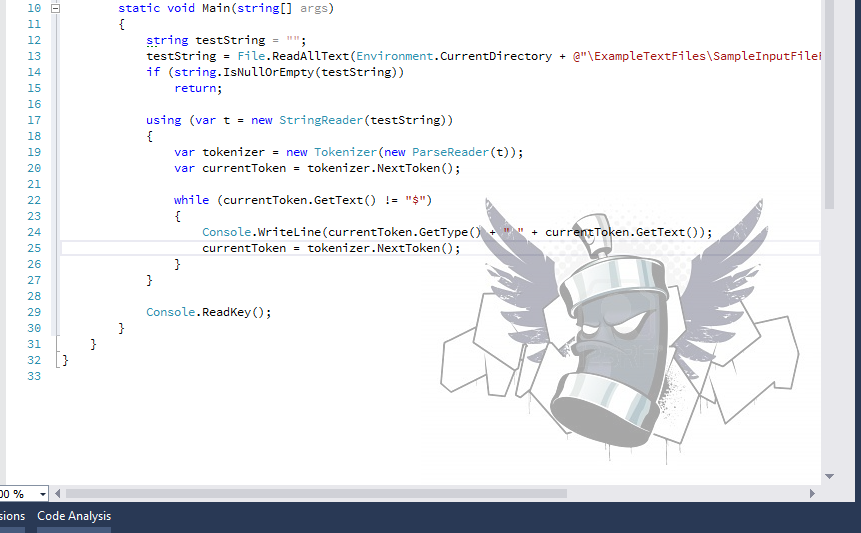 10 static void Main(string[] args)
11 {
12 string testString = "";
13 testString = File.ReadAllText(Environment.CurrentDirectory + @"\ExampleTextFiles\SampleInputFile
14 if (string.IsNullOrEmpty(testString))
15 return;
16
17 using (var t = new StringReader(testString))
18 {
19 var tokenizer = new Tokenizer(new ParseReader(t));
20 var currentToken = tokenizer.NextToken();
21
22 while (currentToken.GetText() != "$")
23 {
24 Console.WriteLine(currentToken.GetType() + " " + currentToken.GetText());
25 currentToken = tokenizer.NextToken();
26 }
27 }
28
29 Console.ReadKey();
30 }
31 }
32 }
33
00 %
sions Code Analysis